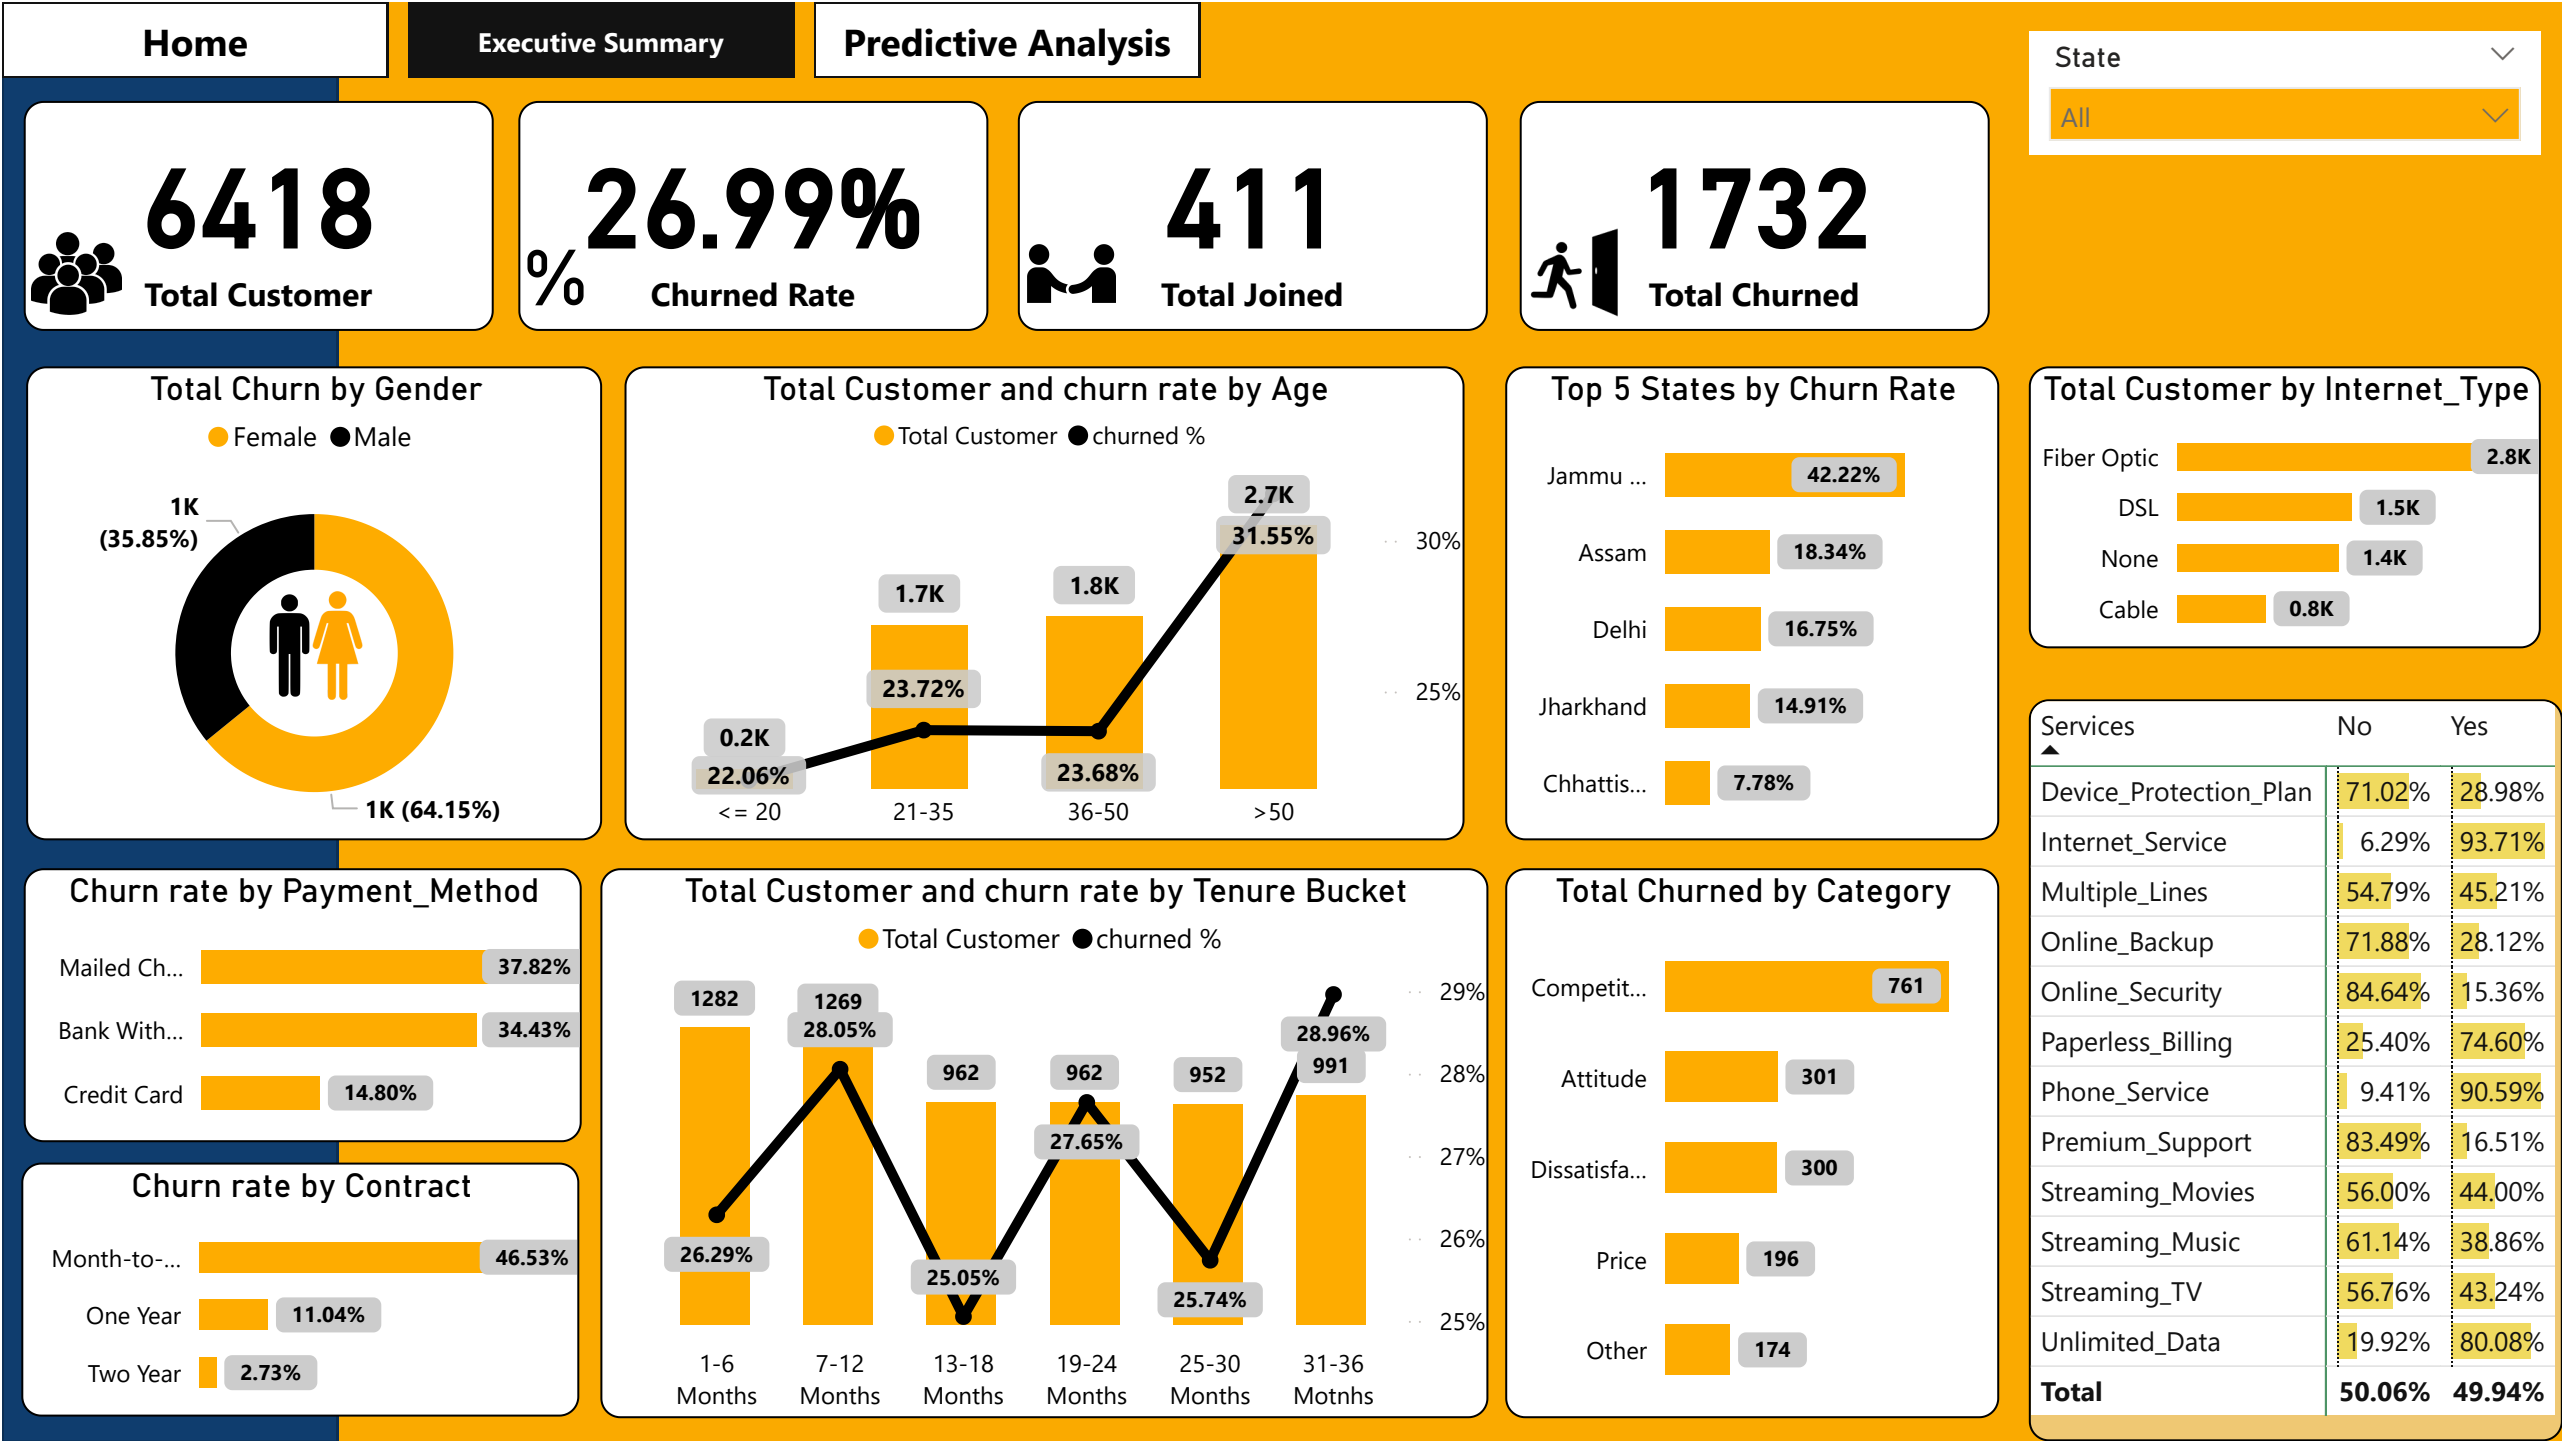 Home
Executive Summary
Predictive Analysis
State
All
6418
Total Customer
%
26.99%
Churned Rate
411
Total Joined
1732
Total Churned
Total Churn by Gender
Female Male
1K
(35.85%)
1K (64.15%)
Total Customer and churn rate by Age
Total Customer churned %
2.7K
31.55%
30%
1.7K
1.8K
23.72%
25%
0.2K
22.06%
23.68%
<= 20 21-35 36-50 >50
Top 5 States by Churn Rate
Jammu ... 42.22%
Assam 18.34%
Delhi 16.75%
Jharkhand 14.91%
Chhattis... 7.78%
Total Customer by Internet_Type
Fiber Optic 2.8K
DSL 1.5K
None 1.4K
Cable 0.8K
Churn rate by Payment_Method
Mailed Ch... 37.82%
Bank With... 34.43%
Credit Card 14.80%
Churn rate by Contract
Month-to-... 46.53%
One Year 11.04%
Two Year 2.73%
Total Customer and churn rate by Tenure Bucket
Total Customer churned %
1282 1269 29%
28.05% 28.96%
962 962 952 991 28%
27.65%
27%
26.29% 26%
25.05% 25.74%
25%
1-6 7-12 13-18 19-24 25-30 31-36
Months Months Months Months Months Motnhs
Total Churned by Category
Competit... 761
Attitude 301
Dissatisfa... 300
Price 196
Other 174
Services No Yes
Device_Protection_Plan 71.02% 28.98%
Internet_Service 6.29% 93.71%
Multiple_Lines 54.79% 45.21%
Online_Backup 71.88% 28.12%
Online_Security 84.64% 15.36%
Paperless_Billing 25.40% 74.60%
Phone_Service 9.41% 90.59%
Premium_Support 83.49% 16.51%
Streaming_Movies 56.00% 44.00%
Streaming_Music 61.14% 38.86%
Streaming_TV 56.76% 43.24%
Unlimited_Data 19.92% 80.08%
Total 50.06% 49.94%